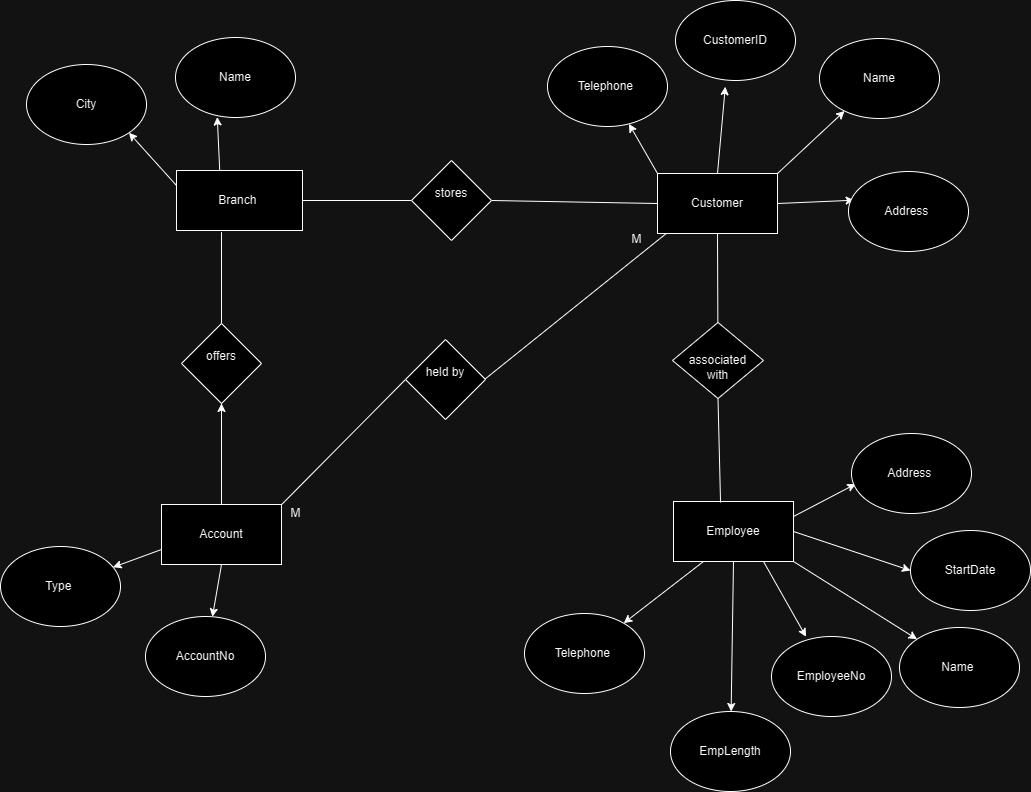 CustomerID
Name
Name
Telephone
City
stores
Branch
Customer
Address
M
offers
held by
associated
with
Address
M
Account
Employee
StartDate
Type
Telephone
AccountNo
EmployeeNo
Name
EmpLength